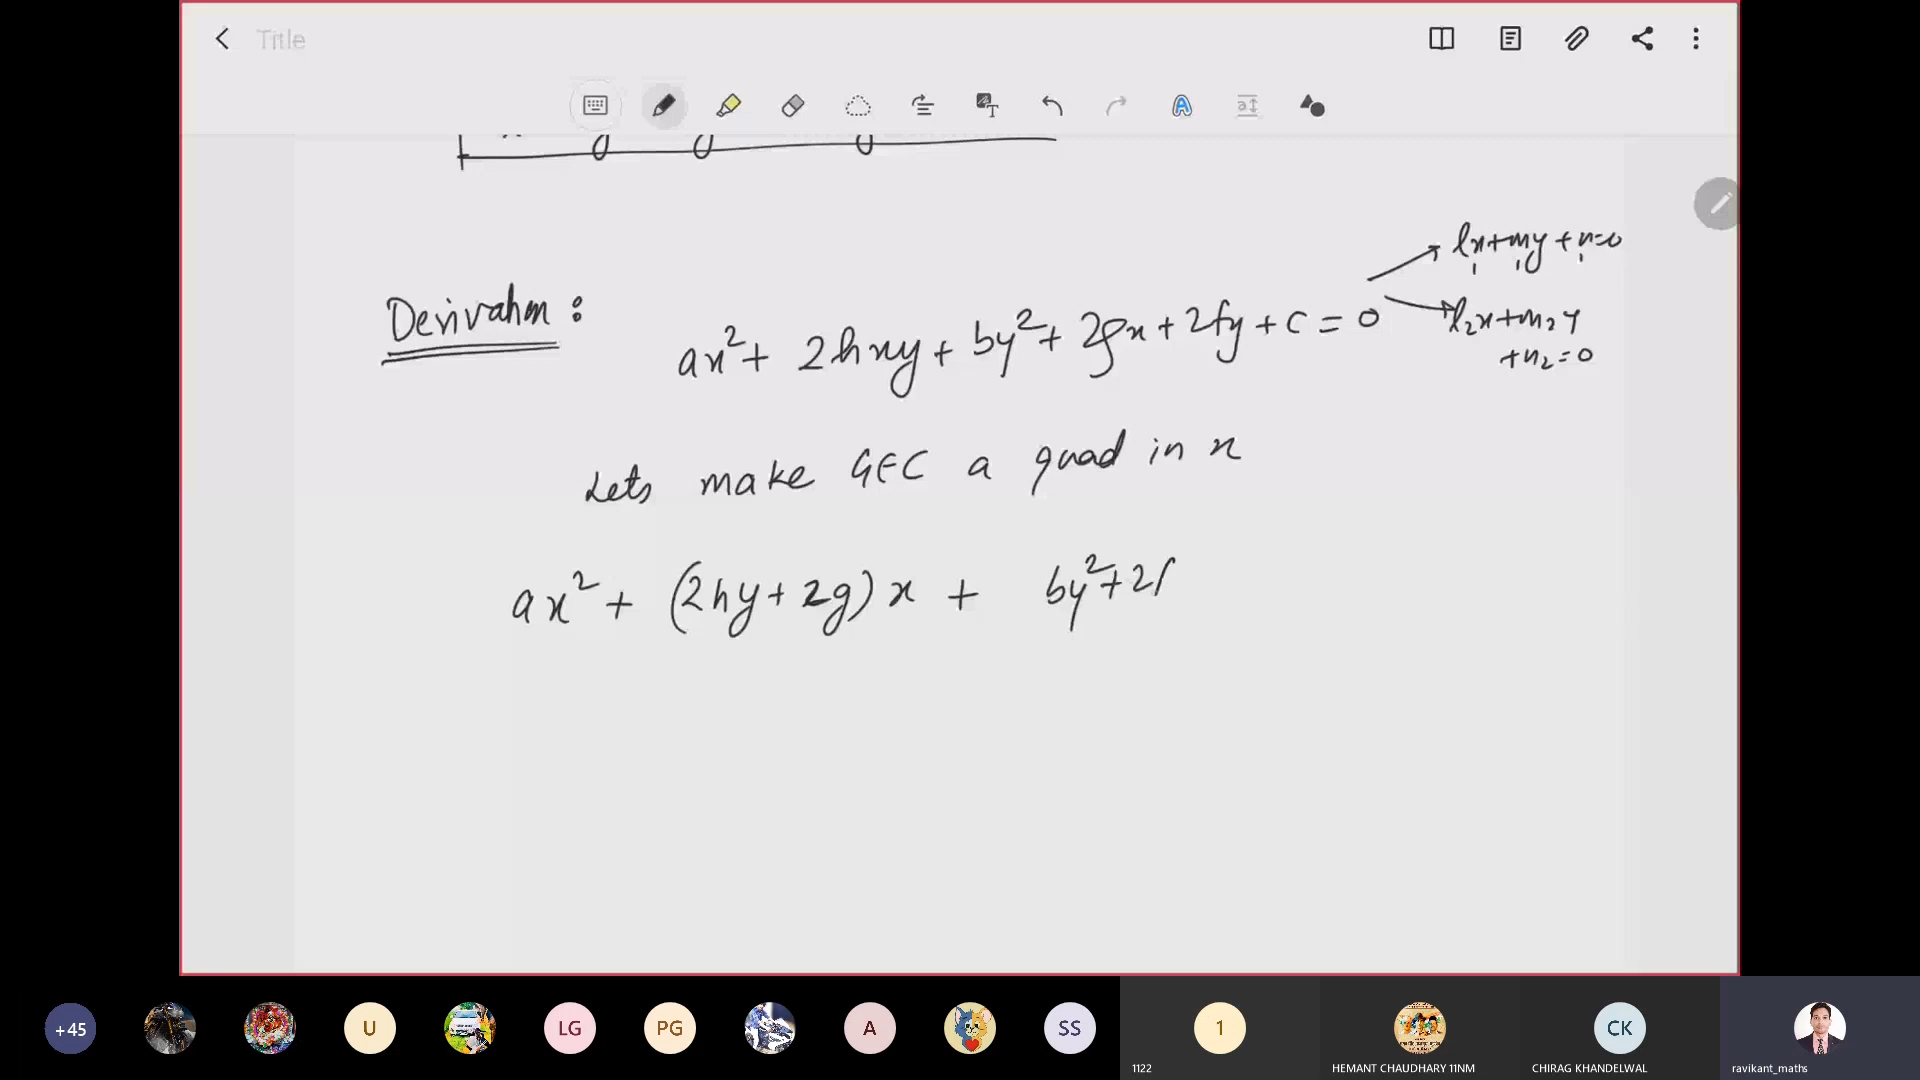 Title
l₁x+m₁y+n₁=0
Derivation :
ax²+ 2hxy + by²+ 2gx + 2fy + c = 0
l₂x+m₂y
+n₂=0
Lets make GEC a quad in x
ax² + (2hy+2g) x + by²+2f
+45
U
LG
PG
A
SS
1
CK
1122
HEMANT CHAUDHARY 11NM
CHIRAG KHANDELWAL
ravikant_maths